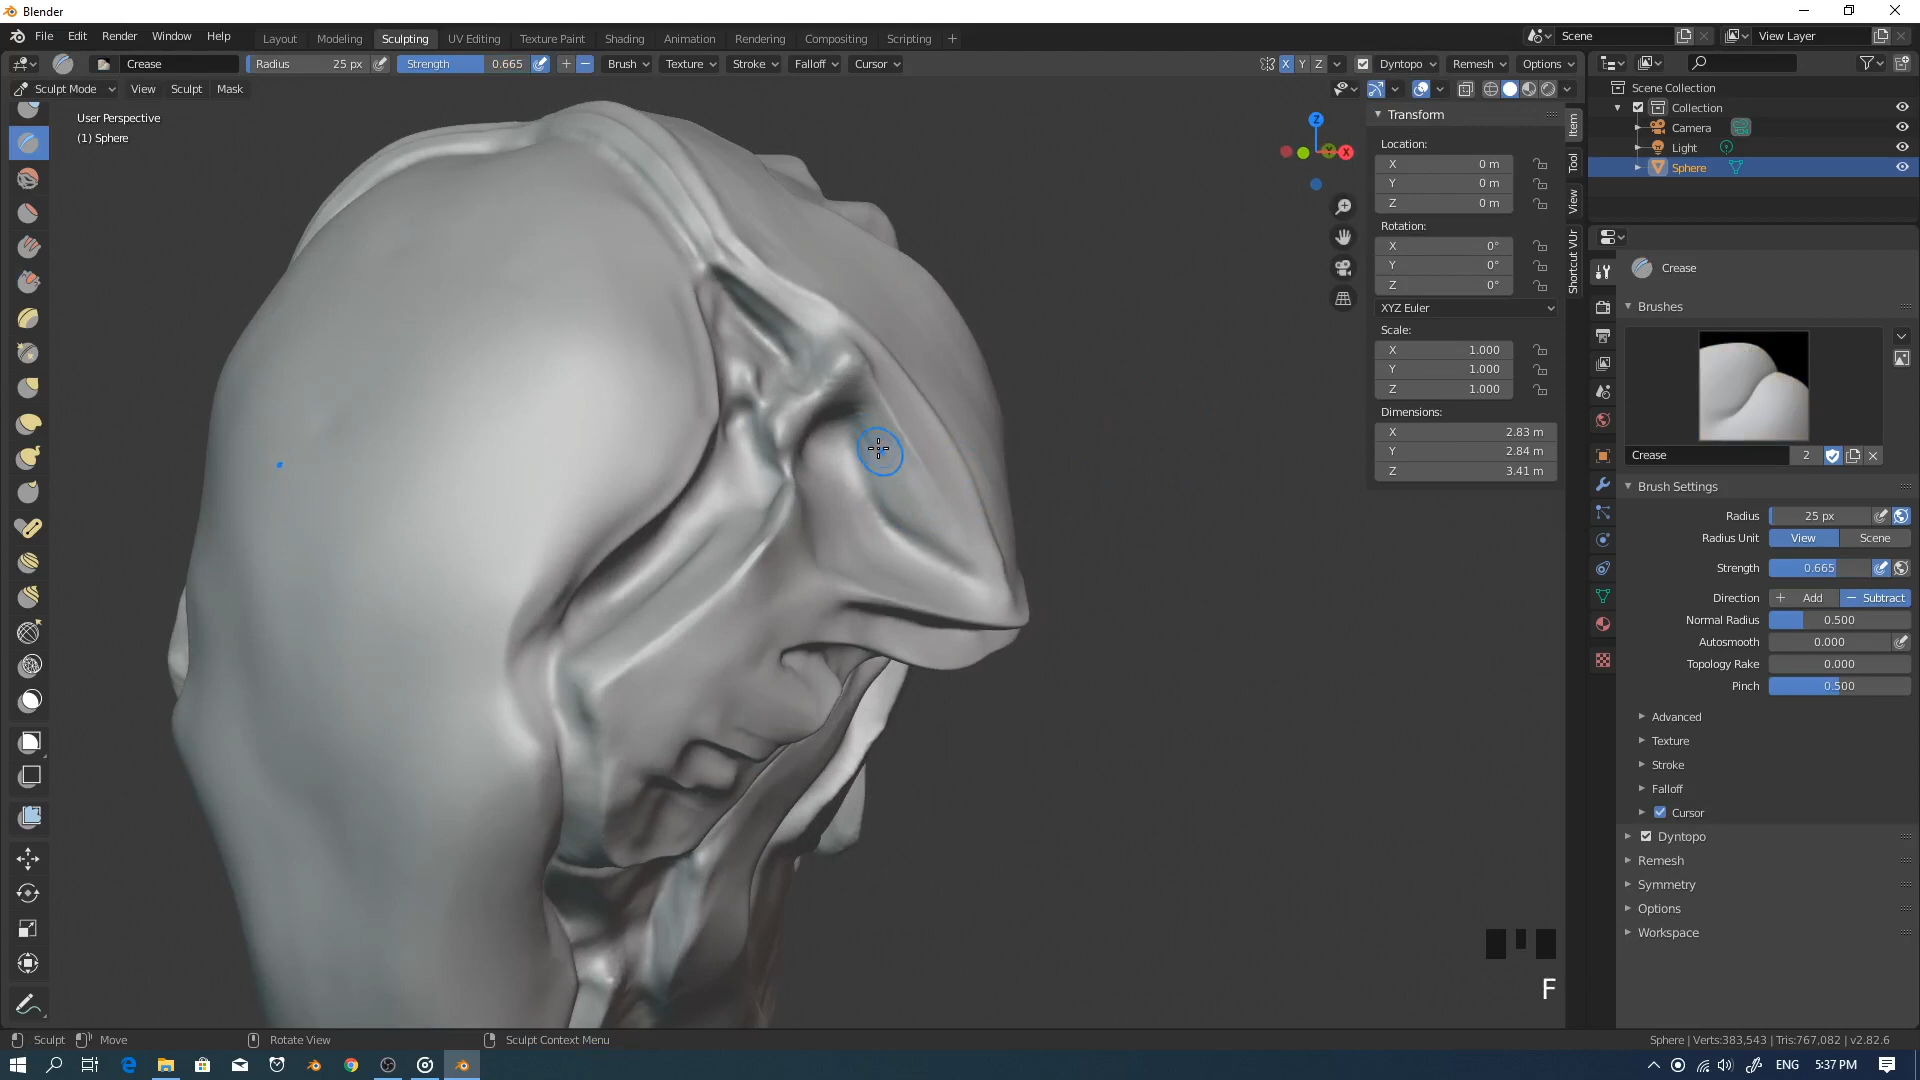 Blender
File Edit Render Window Help
Layout Modeling Sculpting UV Editing Texture Paint Shading Animation Rendering Compositing Scripting +
Scene
View Layer
Crease Radius 25 px Strength 0.665 Brush Texture Stroke Falloff Cursor
X Y Z Dyntopo Remesh Options
Sculpt Mode View Sculpt Mask
User Perspective
(1) Sphere
Z
X
Y
Transform
Location:
X 0 m
Y 0 m
Z 0 m
Rotation:
X 0°
Y 0°
Z 0°
XYZ Euler
Scale:
X 1.000
Y 1.000
Z 1.000
Dimensions:
X 2.83 m
Y 2.84 m
Z 3.41 m
Item
Tool
View
Shortcut VUr
Scene Collection
Collection
Camera
Light
Sphere
Crease
Brushes
Crease 2
Brush Settings
Radius 25 px
Radius Unit View Scene
Strength 0.665
Direction + Add − Subtract
Normal Radius 0.500
Autosmooth 0.000
Topology Rake 0.000
Pinch 0.500
Advanced
Texture
Stroke
Falloff
Cursor
Dyntopo
Remesh
Symmetry
Options
Workspace
F
Sculpt Move Rotate View Sculpt Context Menu
Sphere | Verts:383,543 | Tris:767,082 | v2.82.6
ENG 5:37 PM